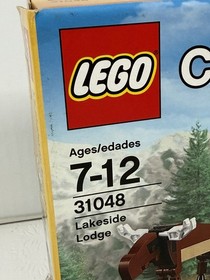 LEGO
C
Ages/edades
7-12
31048
Lakeside
Lodge